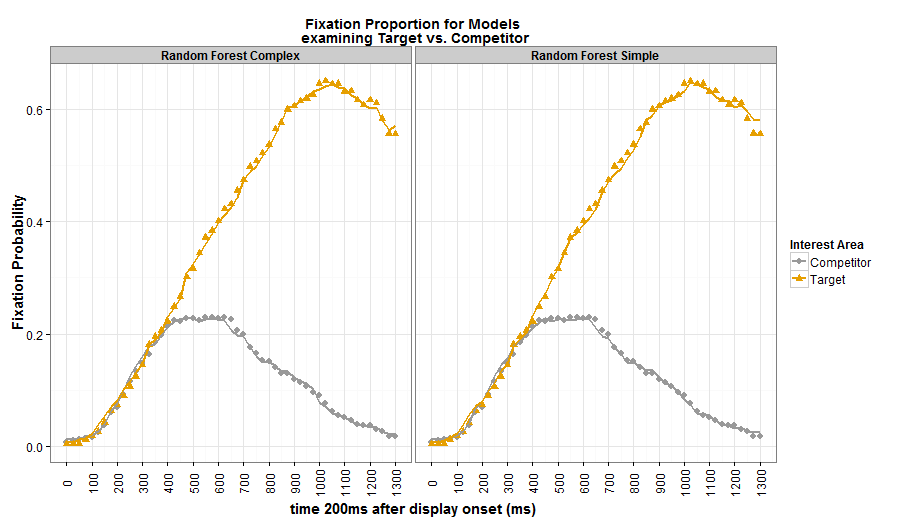 Fixation Proportion for Models
examining Target vs. Competitor
Random Forest Complex
Random Forest Simple
Fixation Probability
0.6
0.4
0.2
0.0
0 100 200 300 400 500 600 700 800 900 1000 1100 1200 1300
0 100 200 300 400 500 600 700 800 900 1000 1100 1200 1300
time 200ms after display onset (ms)
Interest Area
Competitor
Target